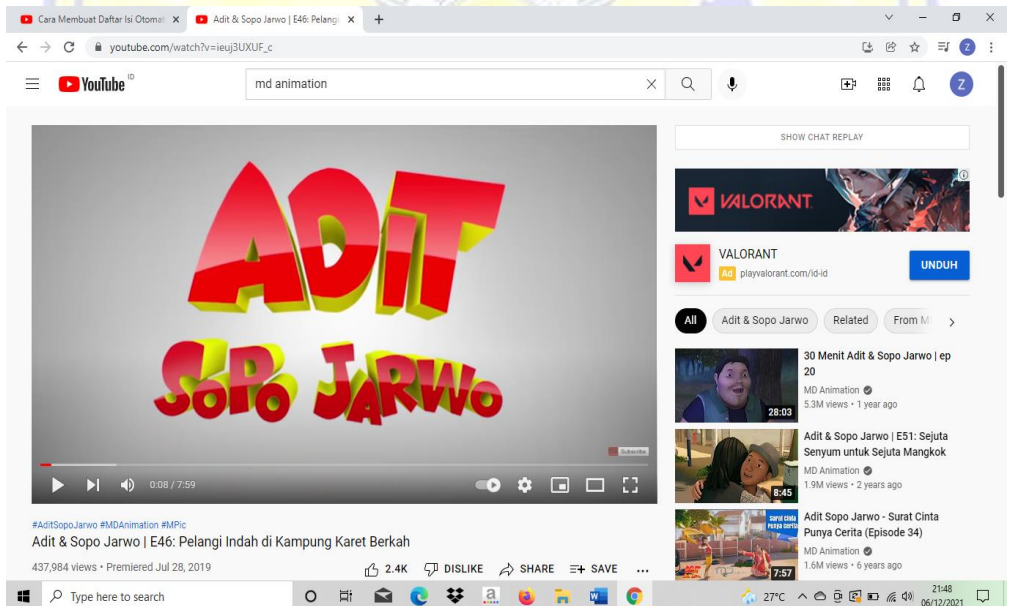 Cara Membuat Daftar Isi Otomat
Adit & Sopo Jarwo | E46: Pelangi
youtube.com/watch?v=ieuj3UXUF_c
Z
YouTube ID
md animation
Z
ADIT
SOPO JARWO
Subscribe
0:08 / 7:59
#AditSopoJarwo #MDAnimation #MPic
Adit & Sopo Jarwo | E46: Pelangi Indah di Kampung Karet Berkah
437,984 views • Premiered Jul 28, 2019
2.4K DISLIKE SHARE SAVE ...
SHOW CHAT REPLAY
VALORANT
VALORANT
Ad playvalorant.com/id-id
UNDUH
All Adit & Sopo Jarwo Related From M
30 Menit Adit & Sopo Jarwo | ep
20
MD Animation
5.3M views • 1 year ago
28:03
Adit & Sopo Jarwo | E51: Sejuta
Senyum untuk Sejuta Mangkok
MD Animation
1.9M views • 2 years ago
8:45
Surat Cinta
Punya Cerita
Adit Sopo Jarwo - Surat Cinta
Punya Cerita (Episode 34)
MD Animation
1.6M views • 6 years ago
7:57
Type here to search
a
27°C
21:48
06/12/2021